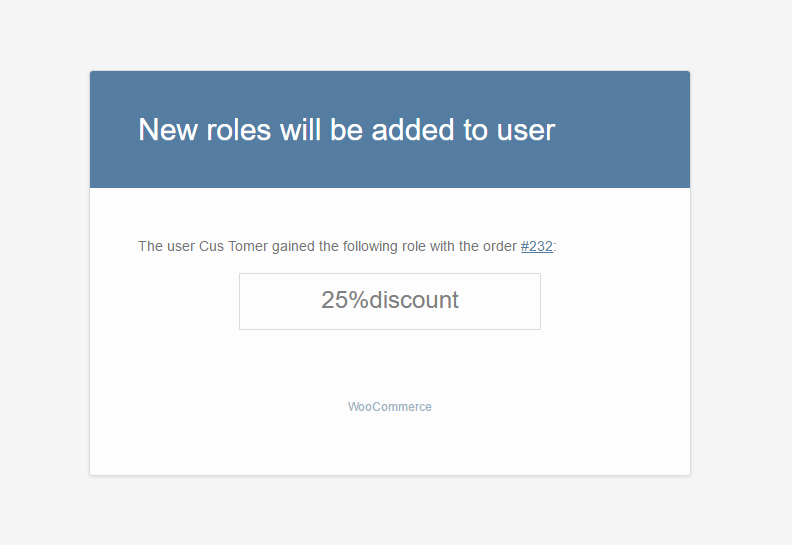 New roles will be added to user
The user Cus Tomer gained the following role with the order #232:
25%discount
WooCommerce